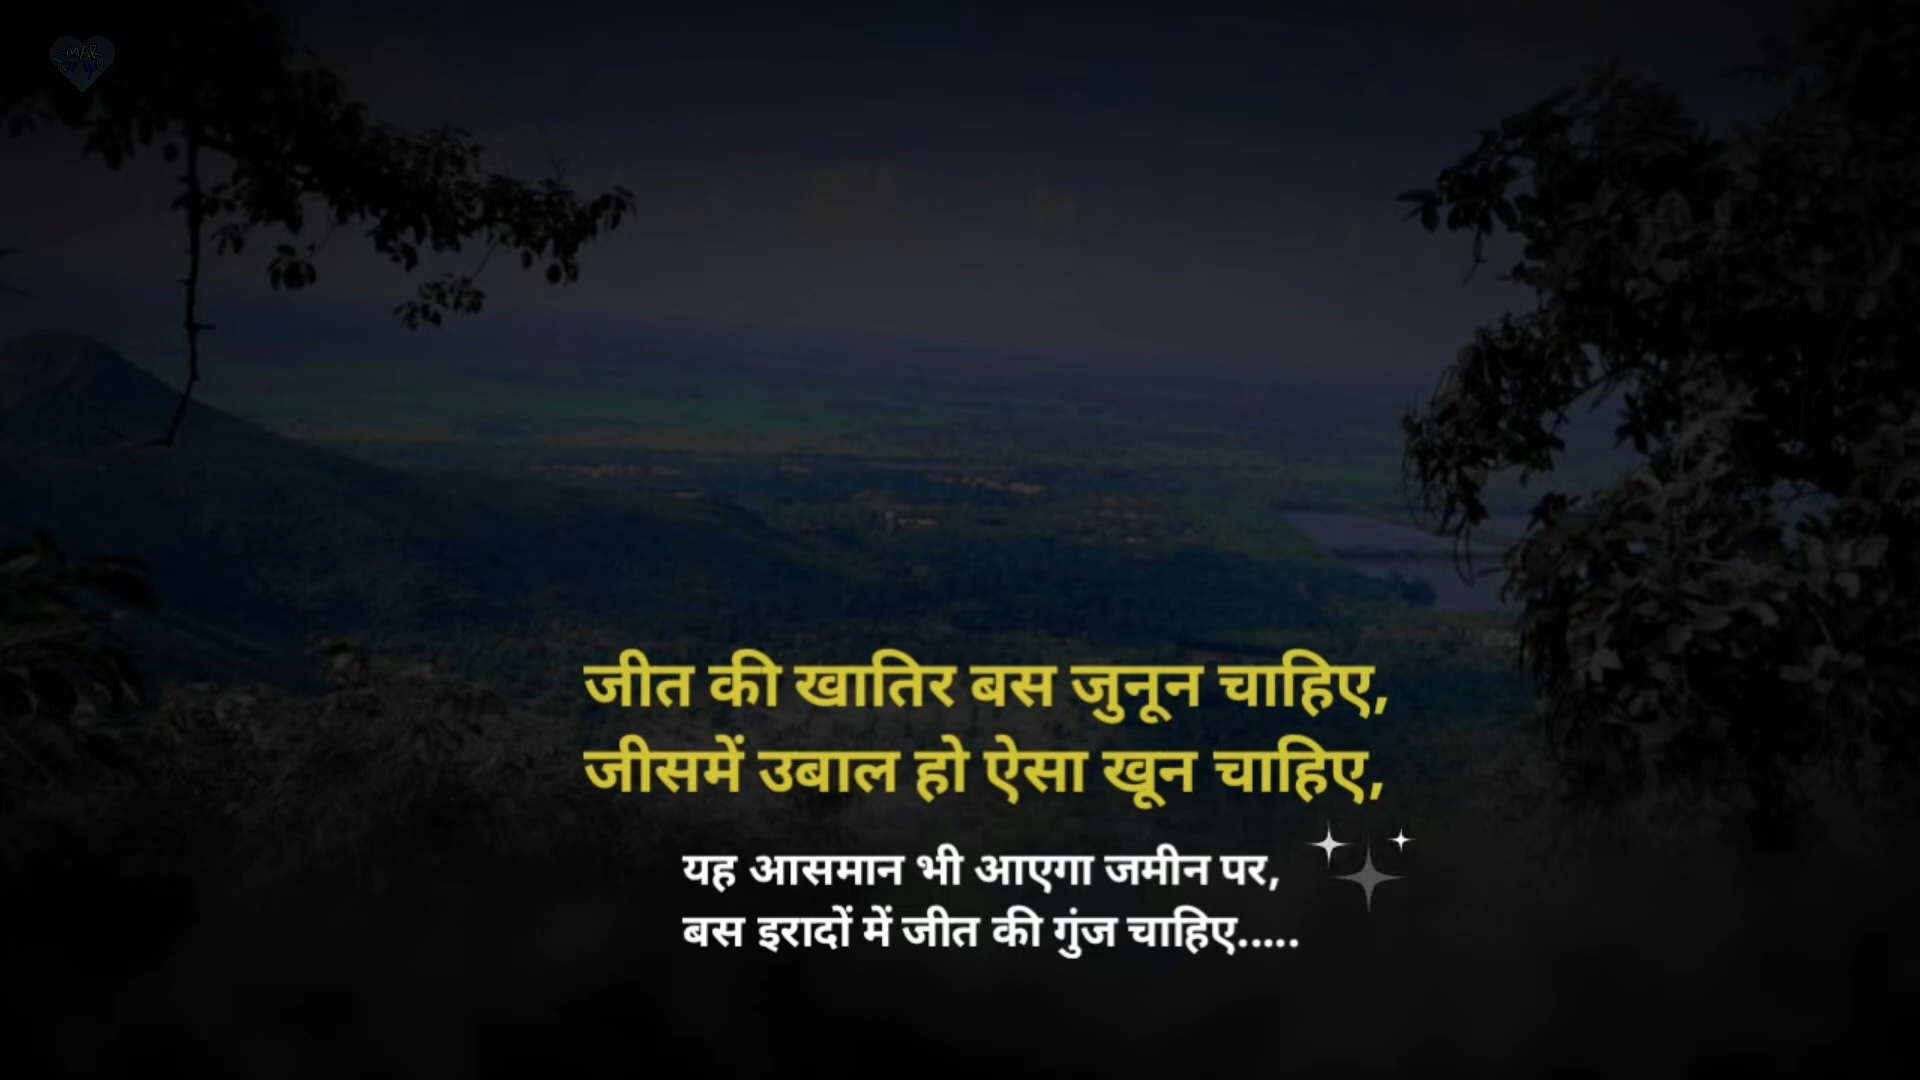 जीत की खातिर बस जुनून चाहिए,
जीसमें उबाल हो ऐसा खून चाहिए,
यह आसमान भी आएगा जमीन पर,
बस इरादों में जीत की गुंज चाहिए.....